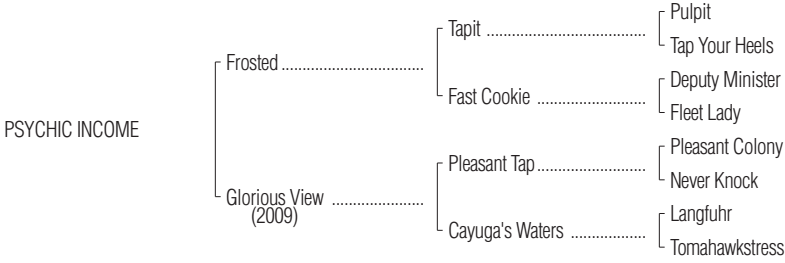 Pulpit
Tapit ....................................
Tap Your Heels
Frosted ................................
Deputy Minister
Fast Cookie ........................
Fleet Lady
PSYCHIC INCOME
Pleasant Colony
Pleasant Tap........................
Never Knock
Glorious View .....................
(2009)
Langfuhr
Cayuga's Waters .................
Tomahawkstress